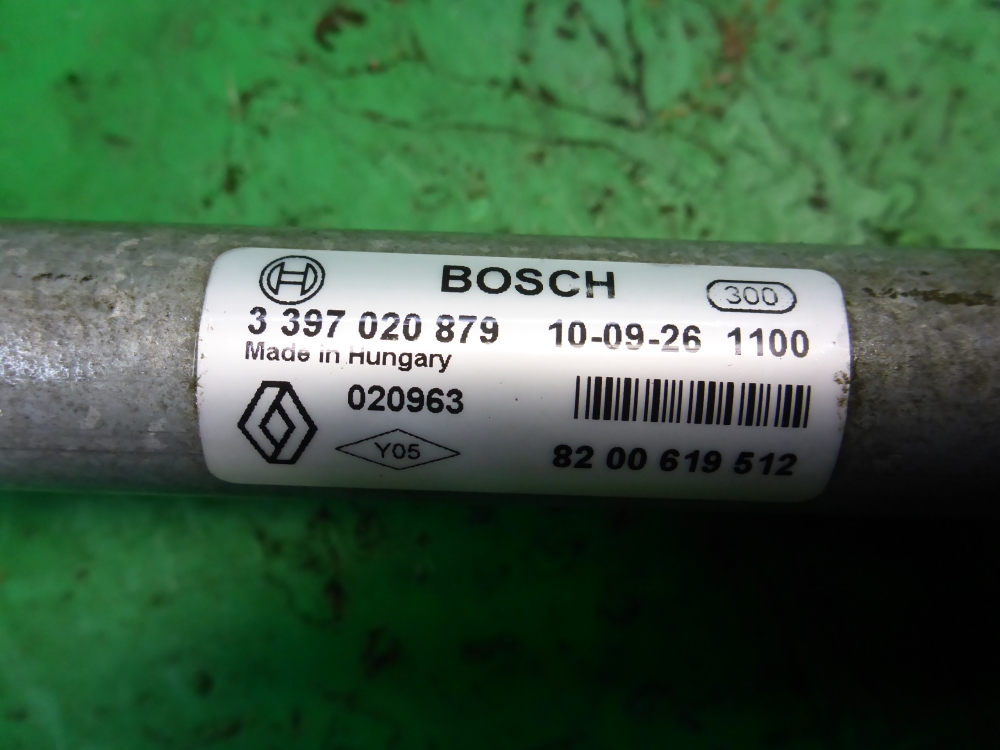 BOSCH
300
3 397 020 879 10-09-26 1100
Made in Hungary
020963
Y05
82 00 619 512